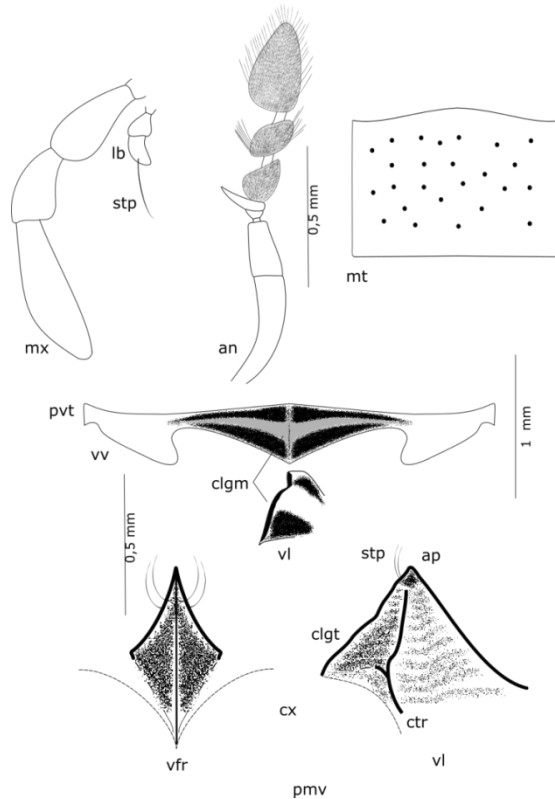 lb
stp
0,5 mm
mt
mx
an
pvt
vv
1 mm
clgm
0,5 mm
vl
stp
ap
clgt
cx
ctr
vfr
vl
pmv